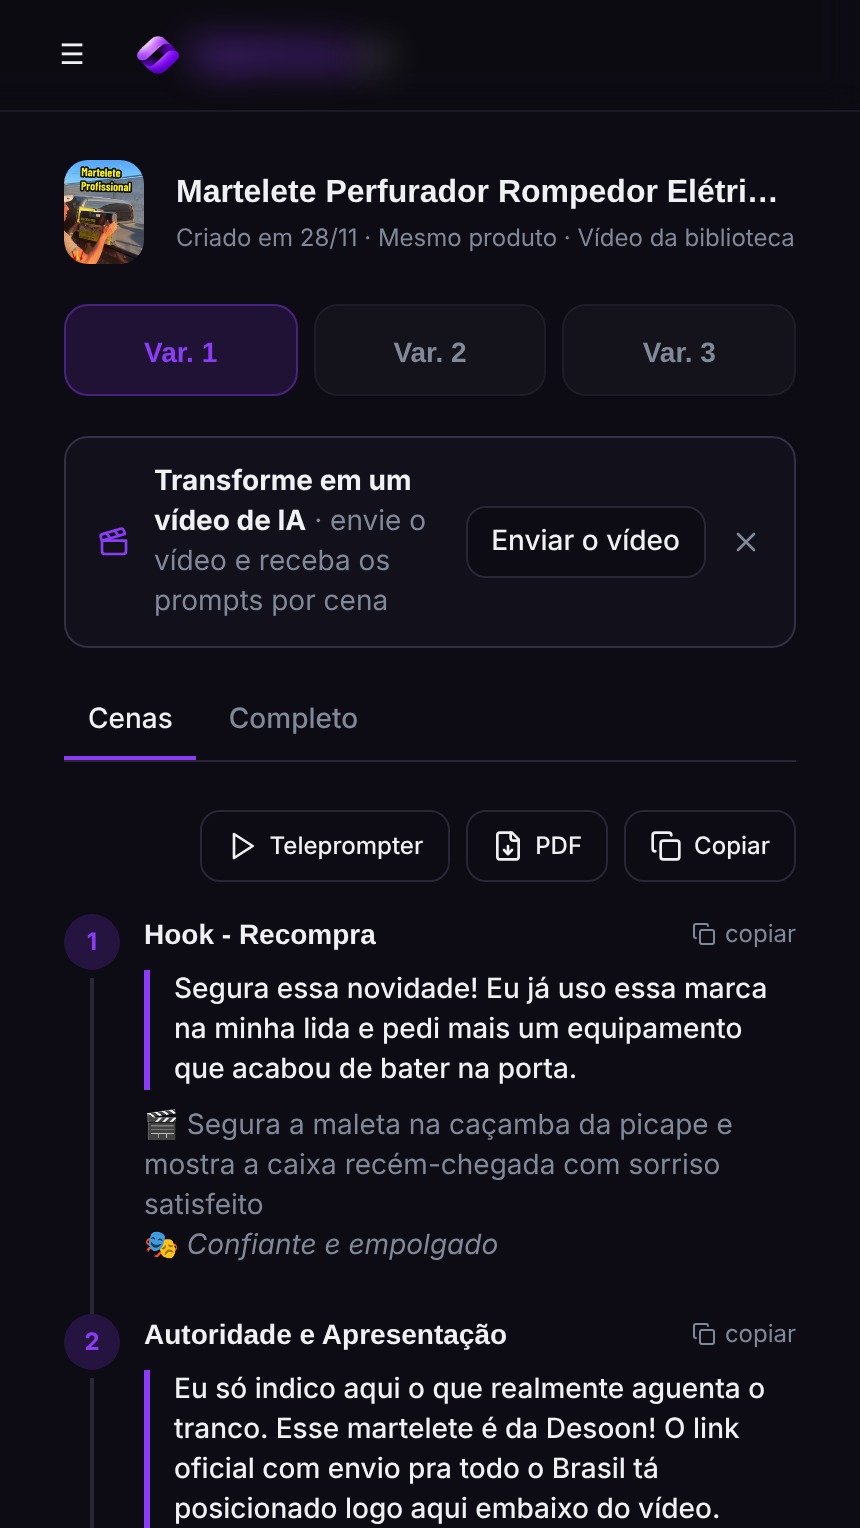 Martelete
Profissional
Martelete Perfurador Rompedor Elétri...
Criado em 28/11 · Mesmo produto · Vídeo da biblioteca
Var. 1
Var. 2
Var. 3
Transforme em um
vídeo de IA · envie o
vídeo e receba os
prompts por cena
Enviar o vídeo
Cenas
Completo
Teleprompter
PDF
Copiar
1
Hook - Recompra
copiar
Segura essa novidade! Eu já uso essa marca
na minha lida e pedi mais um equipamento
que acabou de bater na porta.
🎬 Segura a maleta na caçamba da picape e
mostra a caixa recém-chegada com sorriso
satisfeito
🎭 Confiante e empolgado
2
Autoridade e Apresentação
copiar
Eu só indico aqui o que realmente aguenta o
tranco. Esse martelete é da Desoon! O link
oficial com envio pra todo o Brasil tá
posicionado logo aqui embaixo do vídeo.